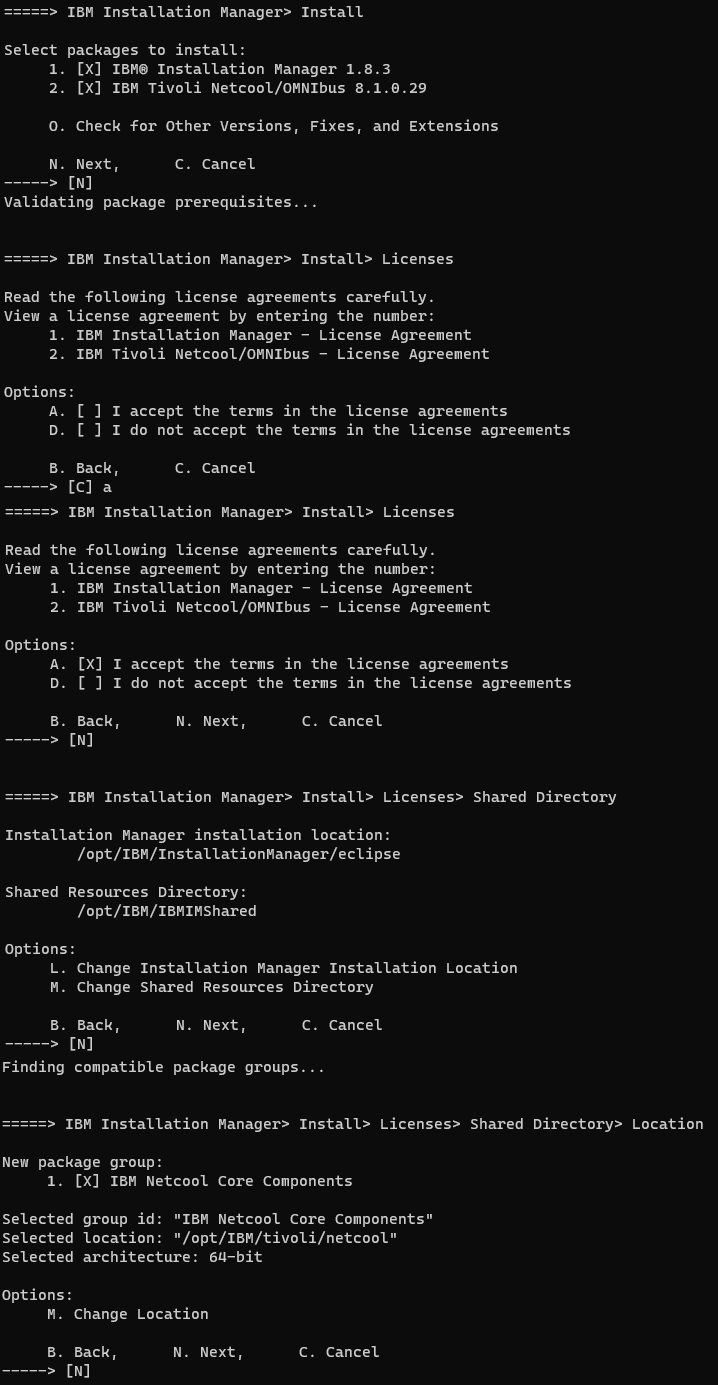 =====> IBM Installation Manager> Install
Select packages to install:
1. [X] IBM® Installation Manager 1.8.3
2. [X] IBM Tivoli Netcool/OMNIbus 8.1.0.29
O. Check for Other Versions, Fixes, and Extensions
N. Next,      C. Cancel
-----> [N]
Validating package prerequisites...
=====> IBM Installation Manager> Install> Licenses
Read the following license agreements carefully.
View a license agreement by entering the number:
1. IBM Installation Manager - License Agreement
2. IBM Tivoli Netcool/OMNIbus - License Agreement
Options:
A. [ ] I accept the terms in the license agreements
D. [ ] I do not accept the terms in the license agreements
B. Back,      C. Cancel
-----> [C] a
=====> IBM Installation Manager> Install> Licenses
Read the following license agreements carefully.
View a license agreement by entering the number:
1. IBM Installation Manager - License Agreement
2. IBM Tivoli Netcool/OMNIbus - License Agreement
Options:
A. [X] I accept the terms in the license agreements
D. [ ] I do not accept the terms in the license agreements
B. Back,      N. Next,      C. Cancel
-----> [N]
=====> IBM Installation Manager> Install> Licenses> Shared Directory
Installation Manager installation location:
/opt/IBM/InstallationManager/eclipse
Shared Resources Directory:
/opt/IBM/IBMIMShared
Options:
L. Change Installation Manager Installation Location
M. Change Shared Resources Directory
B. Back,      N. Next,      C. Cancel
-----> [N]
Finding compatible package groups...
=====> IBM Installation Manager> Install> Licenses> Shared Directory> Location
New package group:
1. [X] IBM Netcool Core Components
Selected group id: "IBM Netcool Core Components"
Selected location: "/opt/IBM/tivoli/netcool"
Selected architecture: 64-bit
Options:
M. Change Location
B. Back,      N. Next,      C. Cancel
-----> [N]